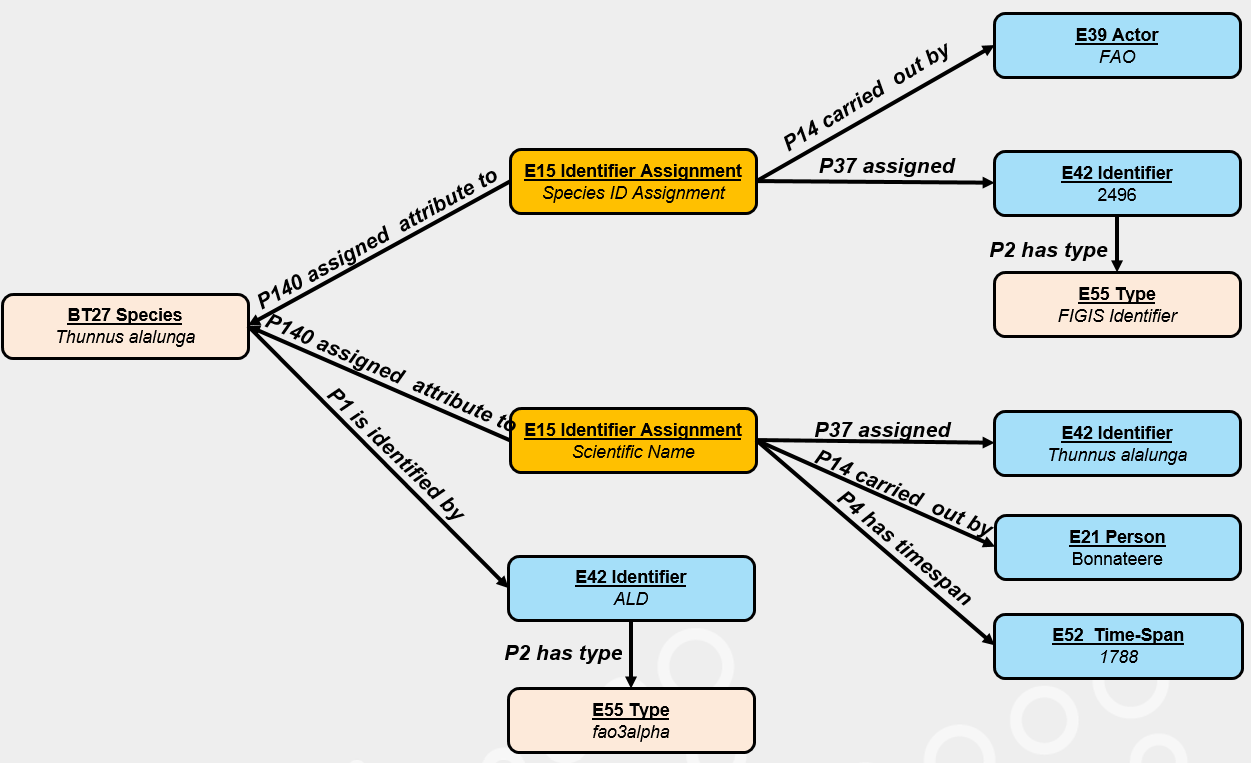 E39 Actor
FAO
P14 carried out by
E15 Identifier Assignment
Species ID Assignment
P37 assigned
E42 Identifier
2496
P140 assigned attribute to
P2 has type
E55 Type
FIGIS Identifier
BT27 Species
Thunnus alalunga
P140 assigned attribute to
P1 is identified by
E15 Identifier Assignment
Scientific Name
P37 assigned
E42 Identifier
Thunnus alalunga
P14 carried out by
E21 Person
Bonnateere
P4 has timespan
E52 Time-Span
1788
E42 Identifier
ALD
P2 has type
E55 Type
fao3alpha